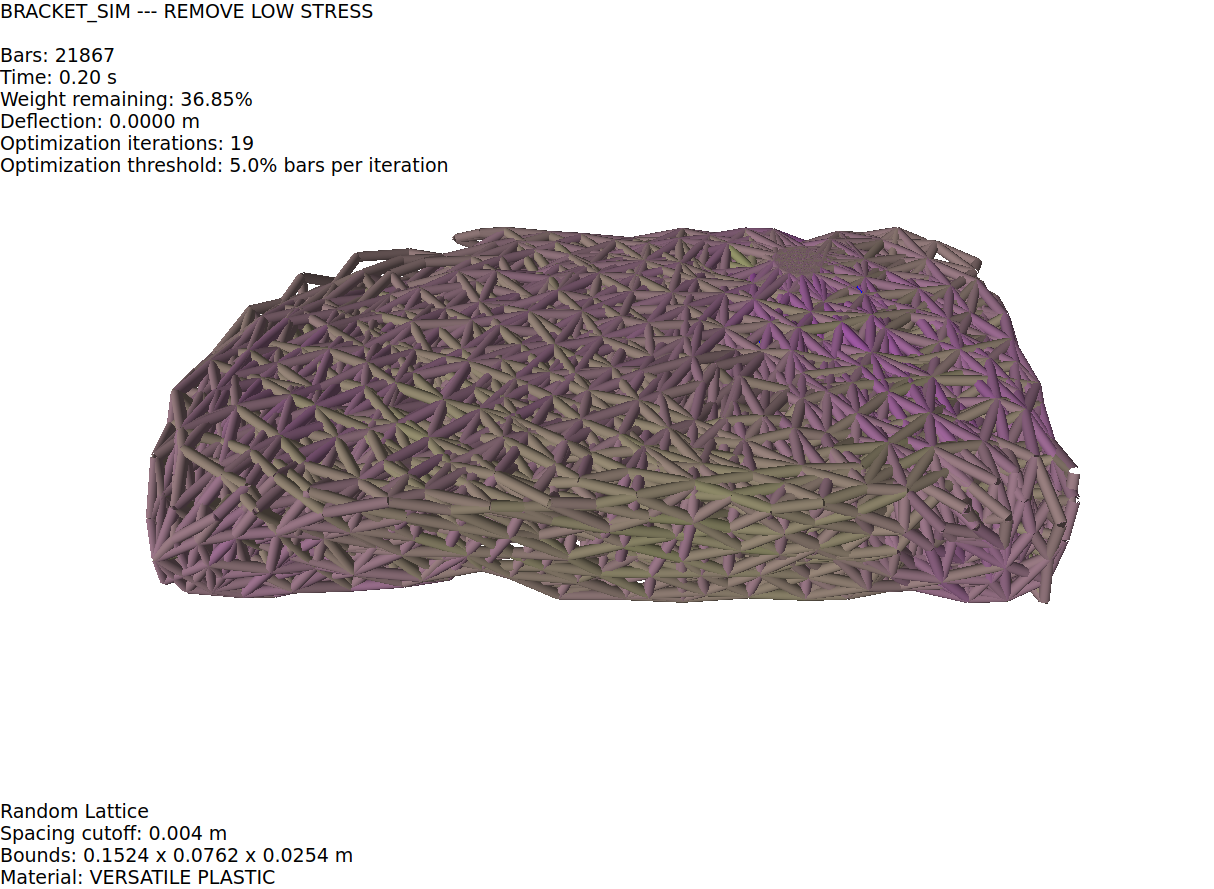 BRACKET_SIM --- REMOVE LOW STRESS
Bars: 21867
Time: 0.20 s
Weight remaining: 36.85%
Deflection: 0.0000 m
Optimization iterations: 19
Optimization threshold: 5.0% bars per iteration
Random Lattice
Spacing cutoff: 0.004 m
Bounds: 0.1524 x 0.0762 x 0.0254 m
Material: VERSATILE PLASTIC